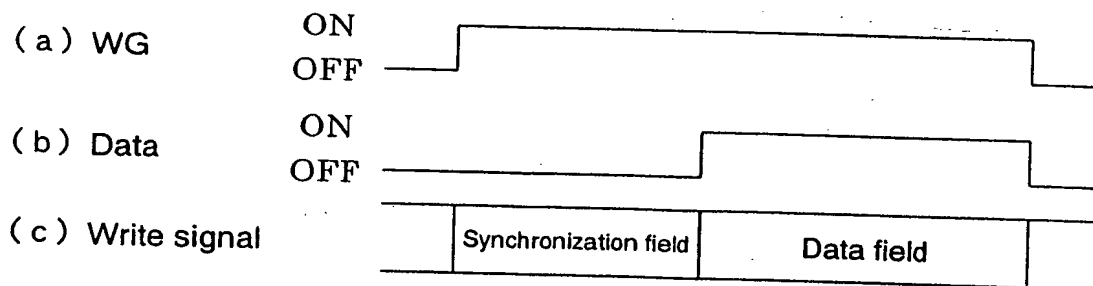 (a) WG ON
OFF
(b) Data ON
OFF
(c) Write signal Synchronization field Data field